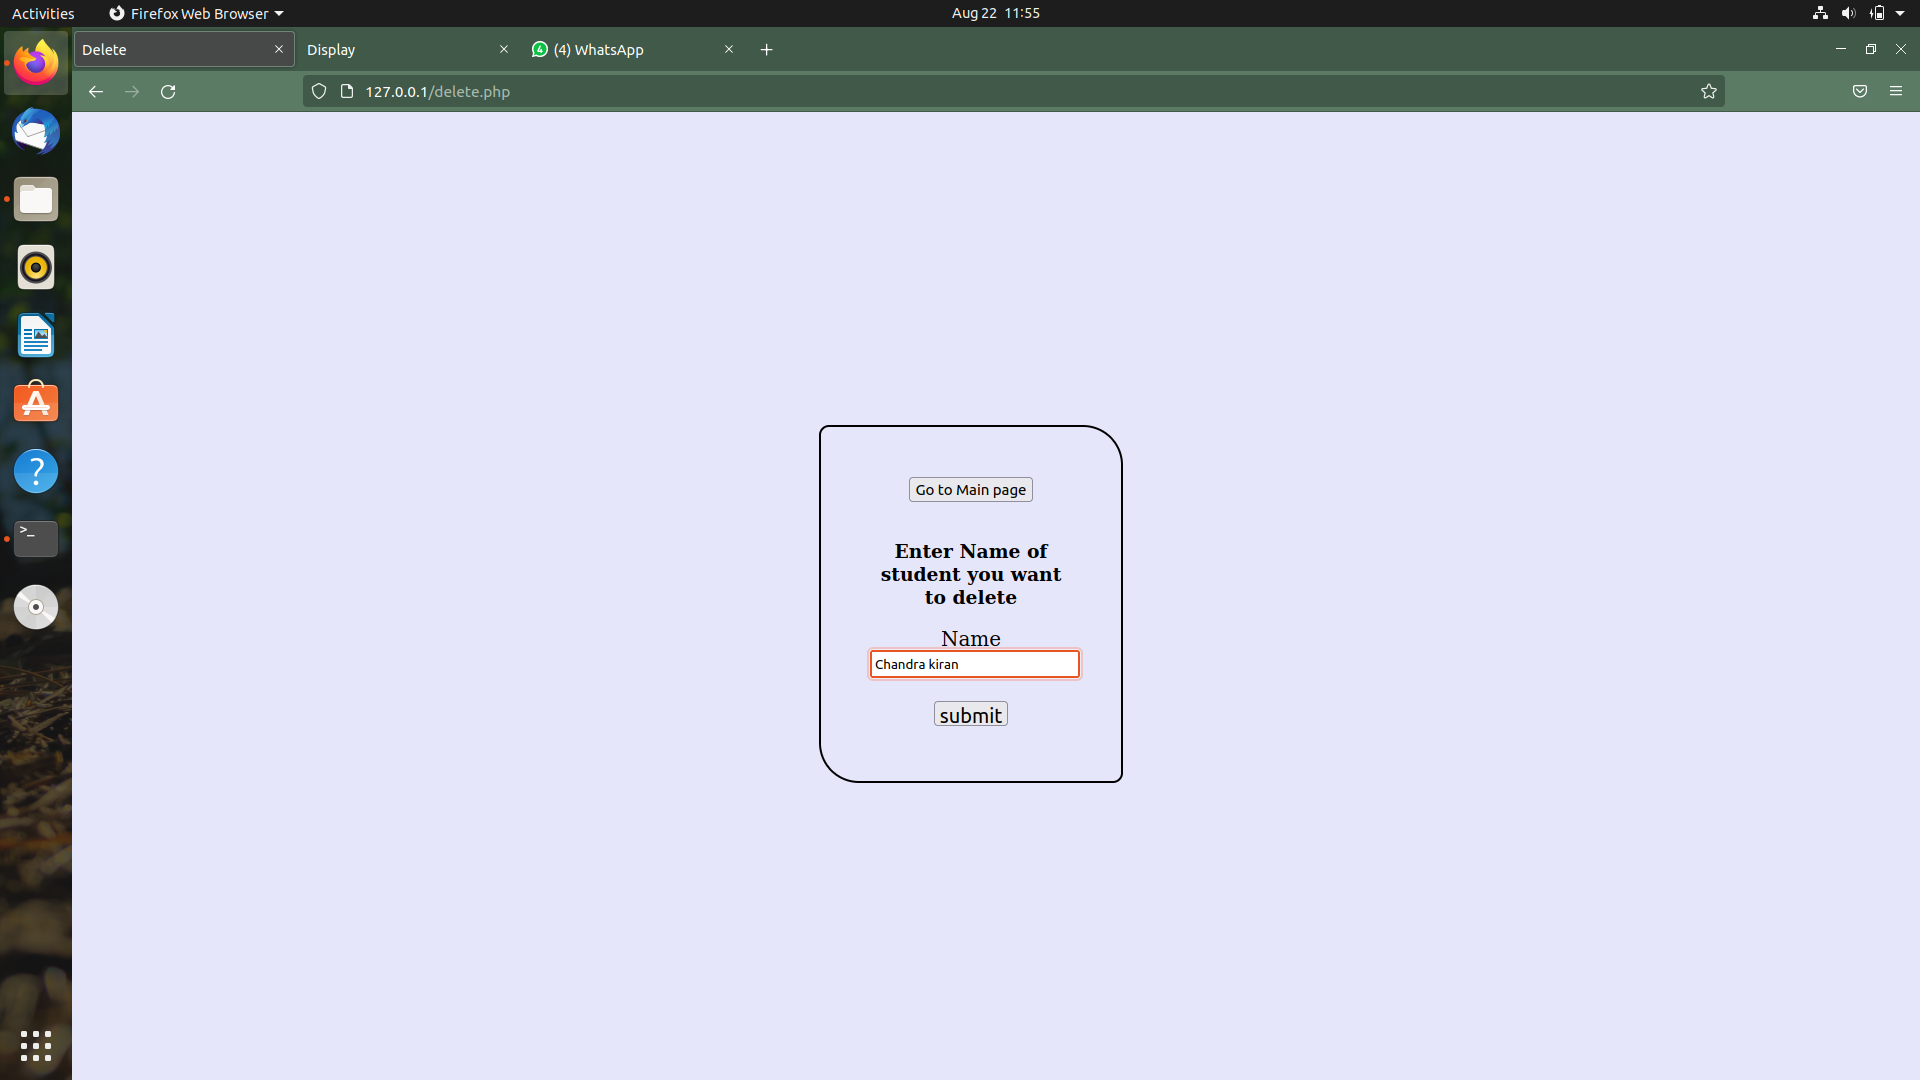 Activities
Firefox Web Browser
Aug 22 11:55
Delete
Display
4
(4) WhatsApp
127.0.0.1/delete.php
>_
?
Go to Main page
Enter Name of
student you want
to delete
Name
Chandra kiran
submit